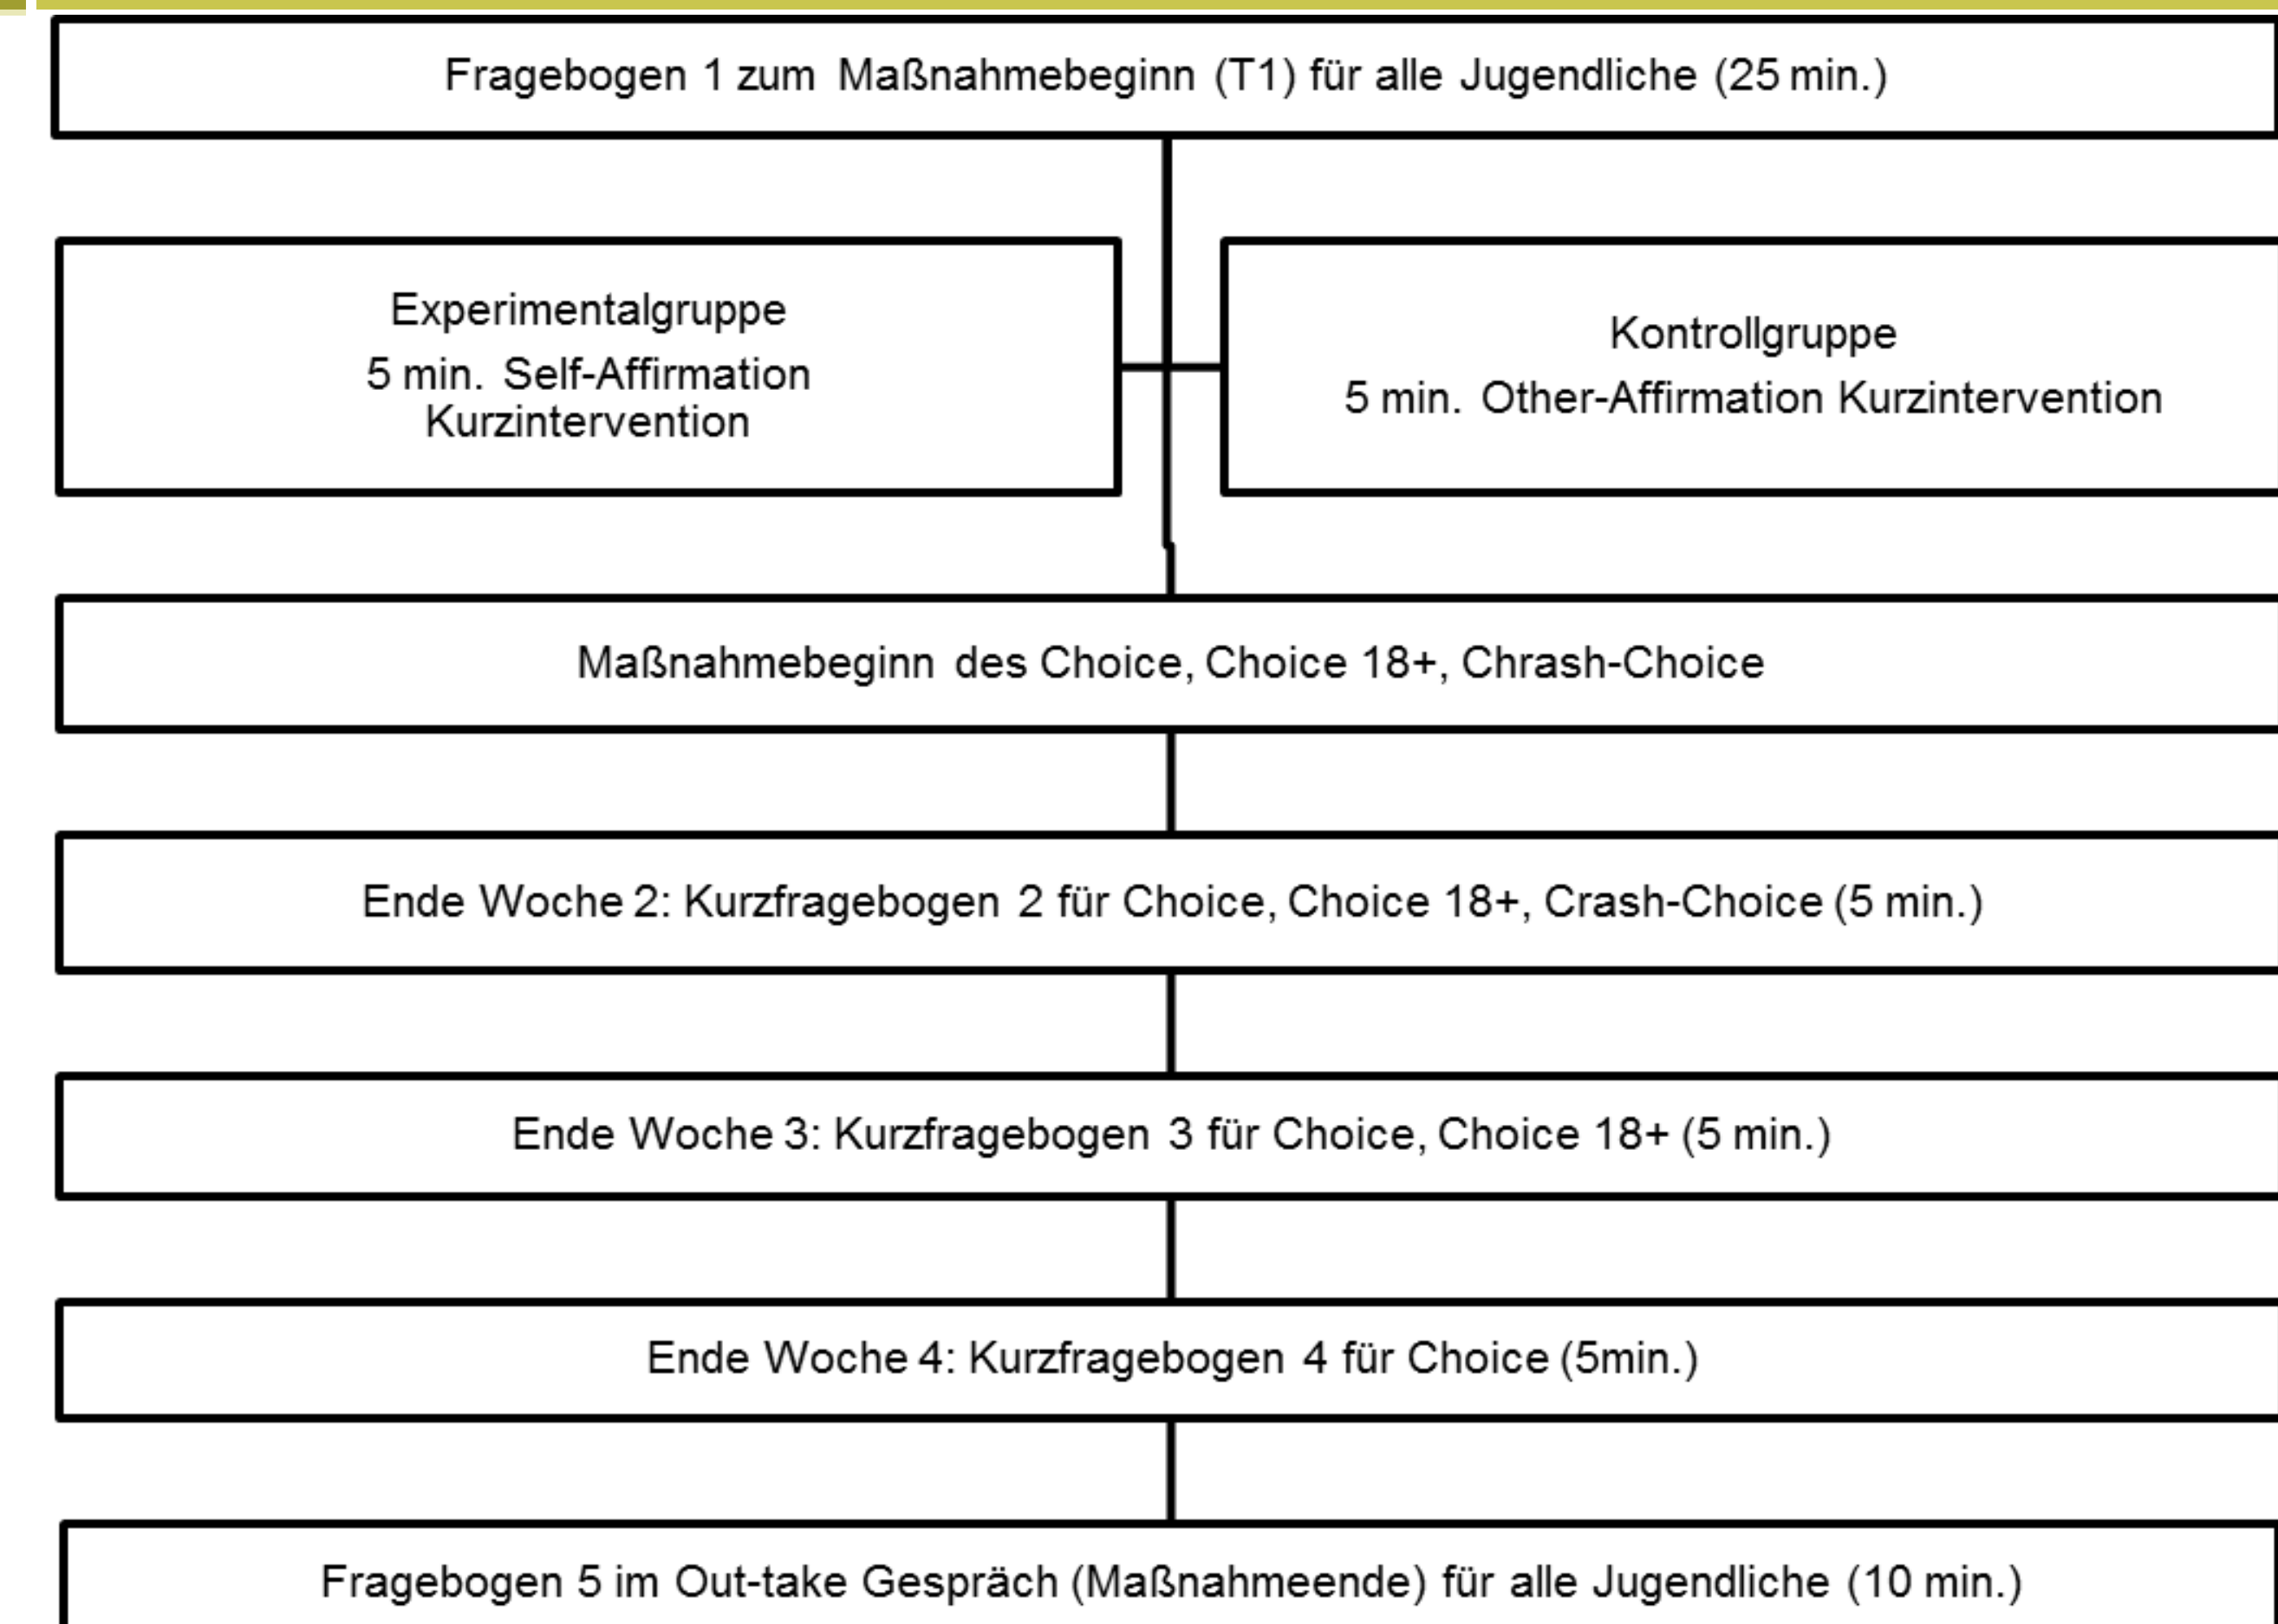 Fragebogen 1 zum Maßnahmebeginn (T1) für alle Jugendliche (25 min.)
Experimentalgruppe
5 min. Self-Affirmation
Kurzintervention
Kontrollgruppe
5 min. Other-Affirmation Kurzintervention
Maßnahmebeginn des Choice, Choice 18+, Chrash-Choice
Ende Woche 2: Kurzfragebogen 2 für Choice, Choice 18+, Crash-Choice (5 min.)
Ende Woche 3: Kurzfragebogen 3 für Choice, Choice 18+ (5 min.)
Ende Woche 4: Kurzfragebogen 4 für Choice (5min.)
Fragebogen 5 im Out-take Gespräch (Maßnahmeende) für alle Jugendliche (10 min.)